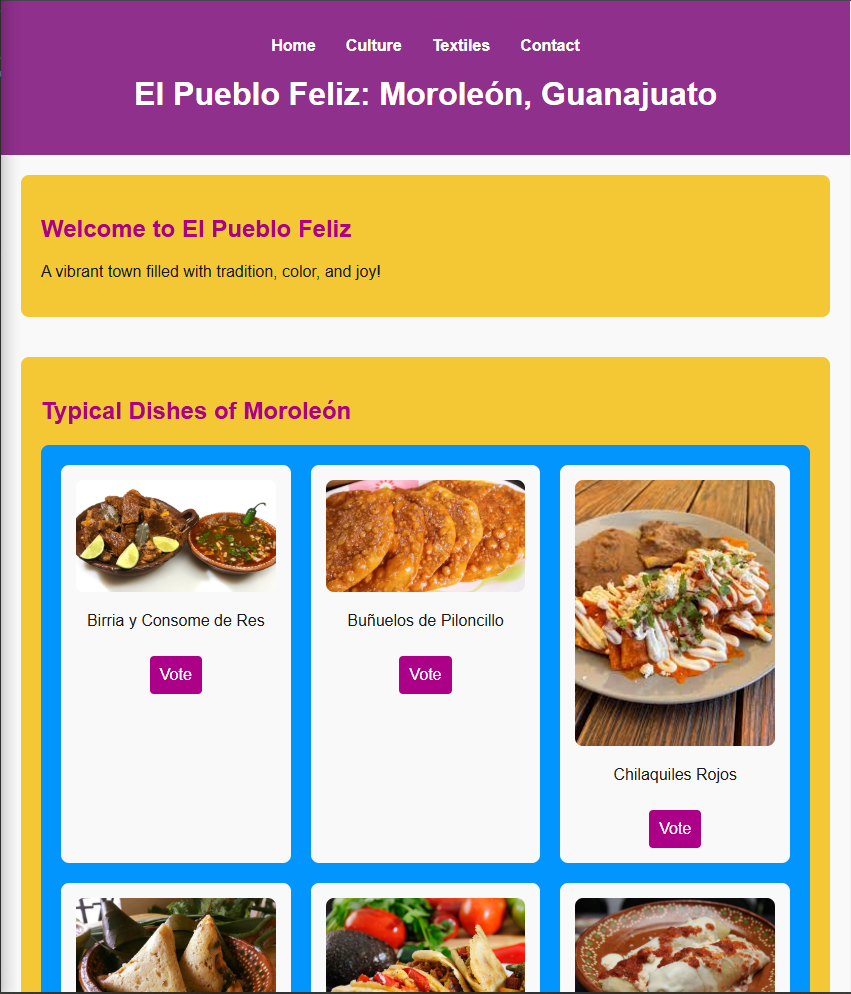 Home Culture Textiles Contact
El Pueblo Feliz: Moroleón, Guanajuato
Welcome to El Pueblo Feliz
A vibrant town filled with tradition, color, and joy!
Typical Dishes of Moroleón
Birria y Consome de Res
Vote
Buñuelos de Piloncillo
Vote
Chilaquiles Rojos
Vote